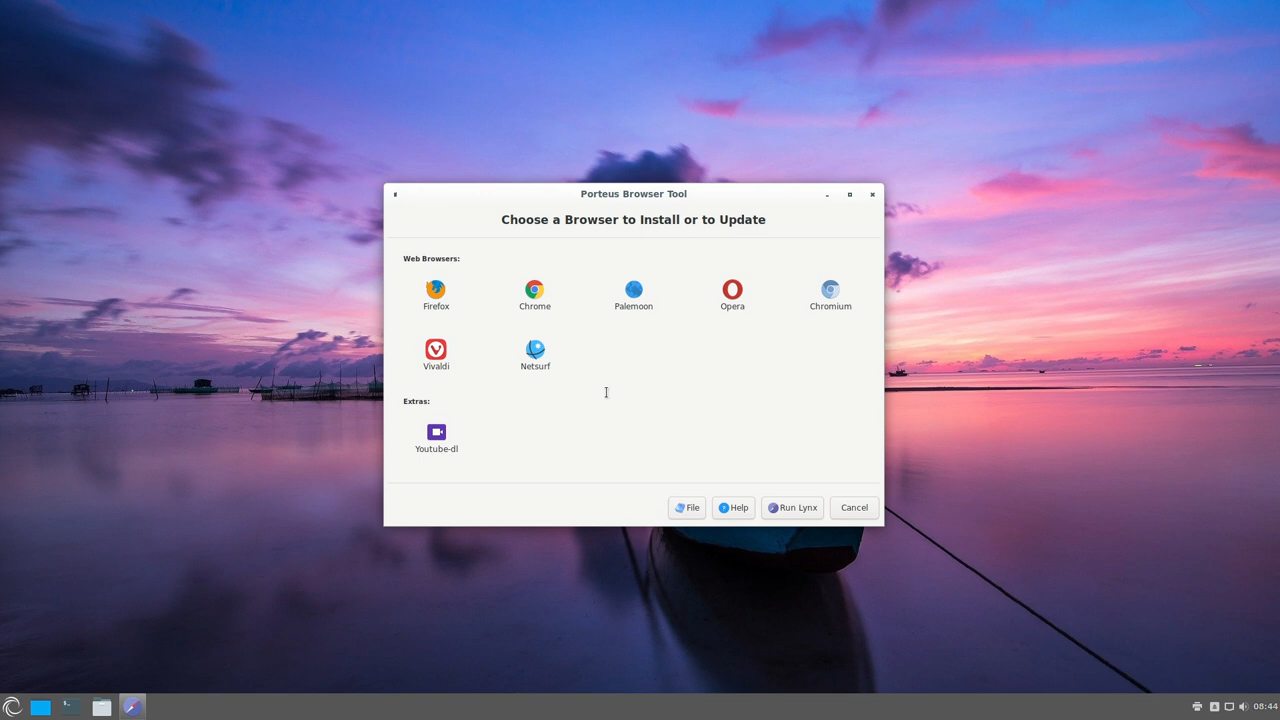 Porteus Browser Tool
Choose a Browser to Install or to Update
Web Browsers:
Firefox Chrome Palemoon Opera Chromium
Vivaldi Netsurf
Extras:
Youtube-dl
File Help Run Lynx Cancel
08:44